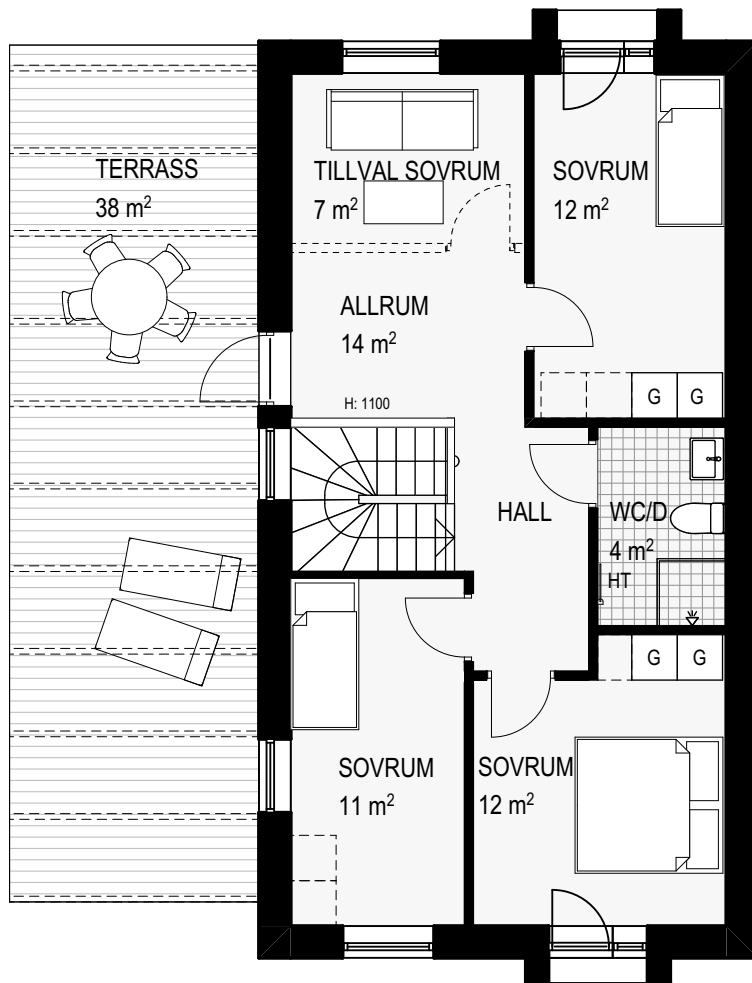 TERRASS
38 m²
TILLVAL SOVRUM
7 m²
SOVRUM
12 m²
ALLRUM
14 m²
H: 1100
G G
HALL
WC/D
4 m²
HT
G G
SOVRUM
11 m²
SOVRUM
12 m²